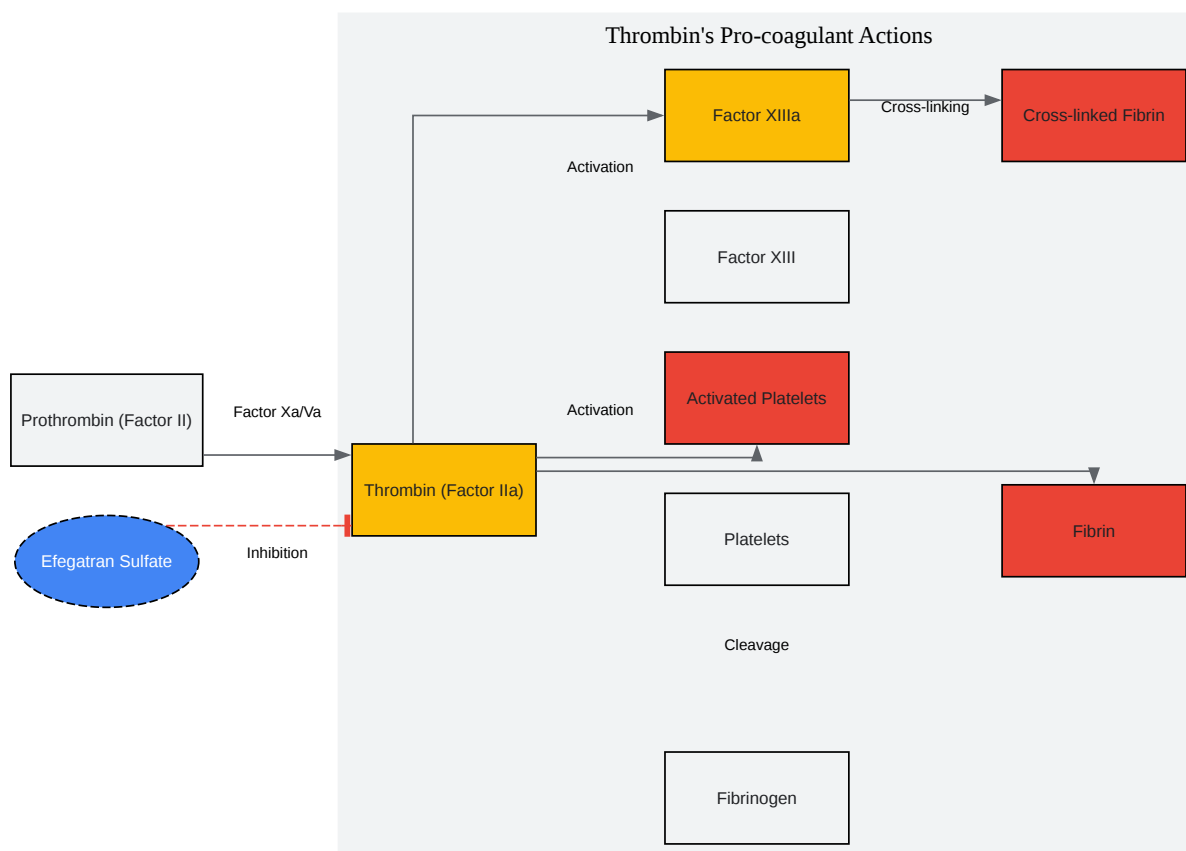 Thrombin's Pro-coagulant Actions
Factor XIIIa
Cross-linking
Cross-linked Fibrin
Activation
Factor XIII
Activated Platelets
Prothrombin (Factor II)
Factor Xa/Va
Activation
Thrombin (Factor IIa)
Platelets
Fibrin
Efegatran Sulfate
Inhibition
Cleavage
Fibrinogen